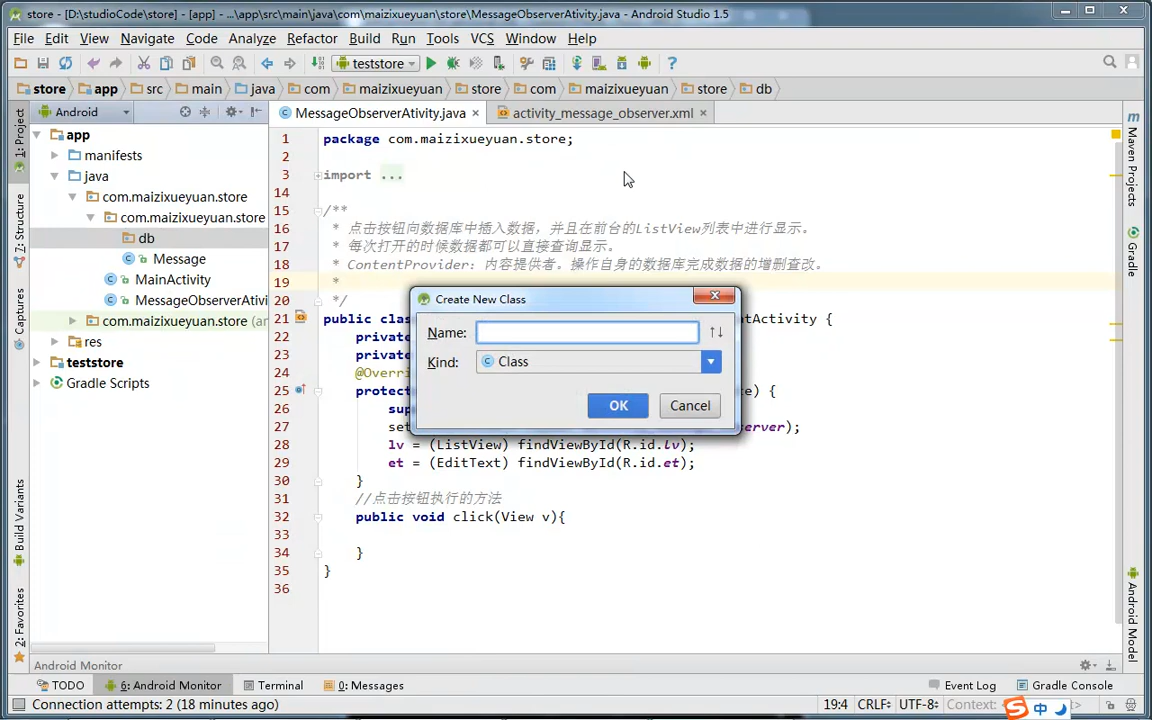 store - [D:\studioCode\store] - [app] - ...\app\src\main\java\com\maizixueyuan\store\MessageObserverAtivity.java - Android Studio 1.5
File Edit View Navigate Code Analyze Refactor Build Run Tools VCS Window Help
teststore
store app src main java com maizixueyuan store com maizixueyuan store db
Android
MessageObserverAtivity.java
activity_message_observer.xml
1: Project
Z: Structure
Captures
Build Variants
2: Favorites
app
manifests
java
com.maizixueyuan.store
com.maizixueyuan.store
db
Message
MainActivity
MessageObserverAtivi
com.maizixueyuan.store (ar
res
teststore
Gradle Scripts
1 package com.maizixueyuan.store;
2
3 import ...
14
15 /**
16 * 点击按钮向数据库中插入数据，并且在前台的ListView列表中进行显示。
17 * 每次打开的时候数据都可以直接查询显示。
18 * ContentProvider：内容提供者。操作自身的数据库完成数据的增删查改。
19 *
20 */
21 public clas ntActivity {
22 private
23 private
24 @Overri
25 protect e) {
26 sup
27 set server);
28 lv = (ListView) findViewById(R.id.lv);
29 et = (EditText) findViewById(R.id.et);
30 }
31 //点击按钮执行的方法
32 public void click(View v){
33
34 }
35 }
36
Create New Class
Name:
Kind: Class
OK Cancel
Maven Projects
Gradle
Android Model
Android Monitor
TODO 6: Android Monitor Terminal 0: Messages Event Log Gradle Console
Connection attempts: 2 (18 minutes ago) 19:4 CRLF UTF-8 Context: 中